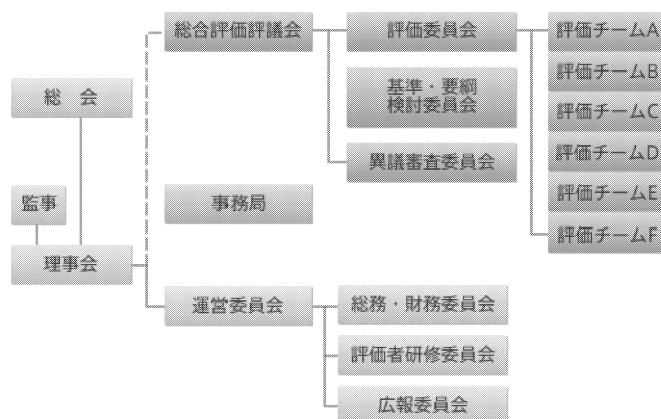 総合評価評議会
評価委員会
評価チームA
評価チームB
評価チームC
評価チームD
評価チームE
評価チームF
基準・要綱
検討委員会
異議審査委員会
総　会
監事
理事会
事務局
運営委員会
総務・財務委員会
評価者研修委員会
広報委員会